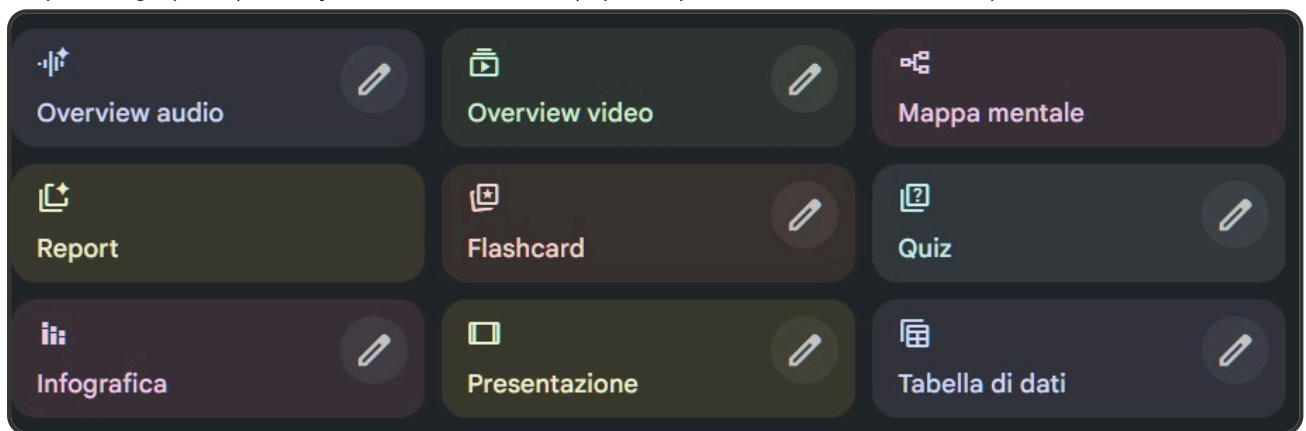 Overview audio
Overview video
Mappa mentale
Report
Flashcard
Quiz
Infografica
Presentazione
Tabella di dati